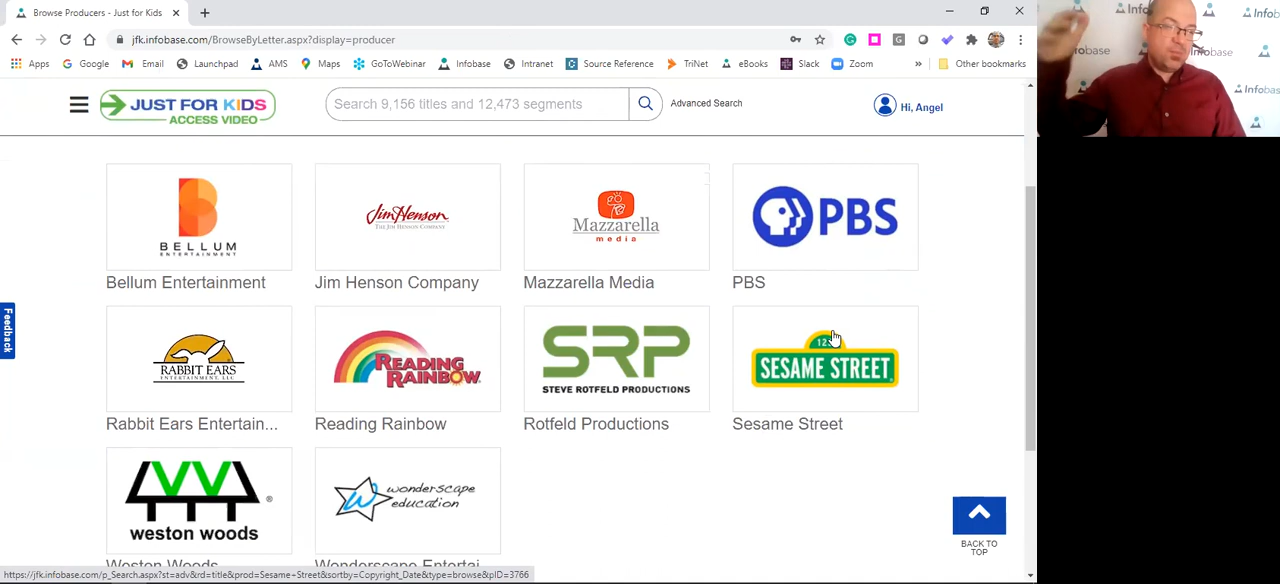 Browse Producers - Just for Kids
jfk.infobase.com/BrowseByLetter.aspx?display=producer
Apps Google Email Launchpad AMS Maps GoToWebinar Infobase Intranet Source Reference TriNet eBooks Slack Zoom » Other bookmarks
JUST FOR KIDS
ACCESS VIDEO
Search 9,156 titles and 12,473 segments
Advanced Search
Hi, Angel
BELLUM
ENTERTAINMENT
Jim Henson
THE JIM HENSON COMPANY
Mazzarella
media
PBS
Bellum Entertainment
Jim Henson Company
Mazzarella Media
PBS
RABBIT EARS
ENTERTAINMENT, LLC
READING
RAINBOW
SRP
STEVE ROTFELD PRODUCTIONS
SESAME STREET
Rabbit Ears Entertain...
Reading Rainbow
Rotfeld Productions
Sesame Street
weston woods
®
wonderscape
education
Weston Woods
Wonderscape Entertai
BACK TO
TOP
Feedback
https://jfk.infobase.com/p_Search.aspx?st=adv&rd=title&prod=Sesame+Street&sortby=Copyright_Date&type=browse&pID=3766
Infobase